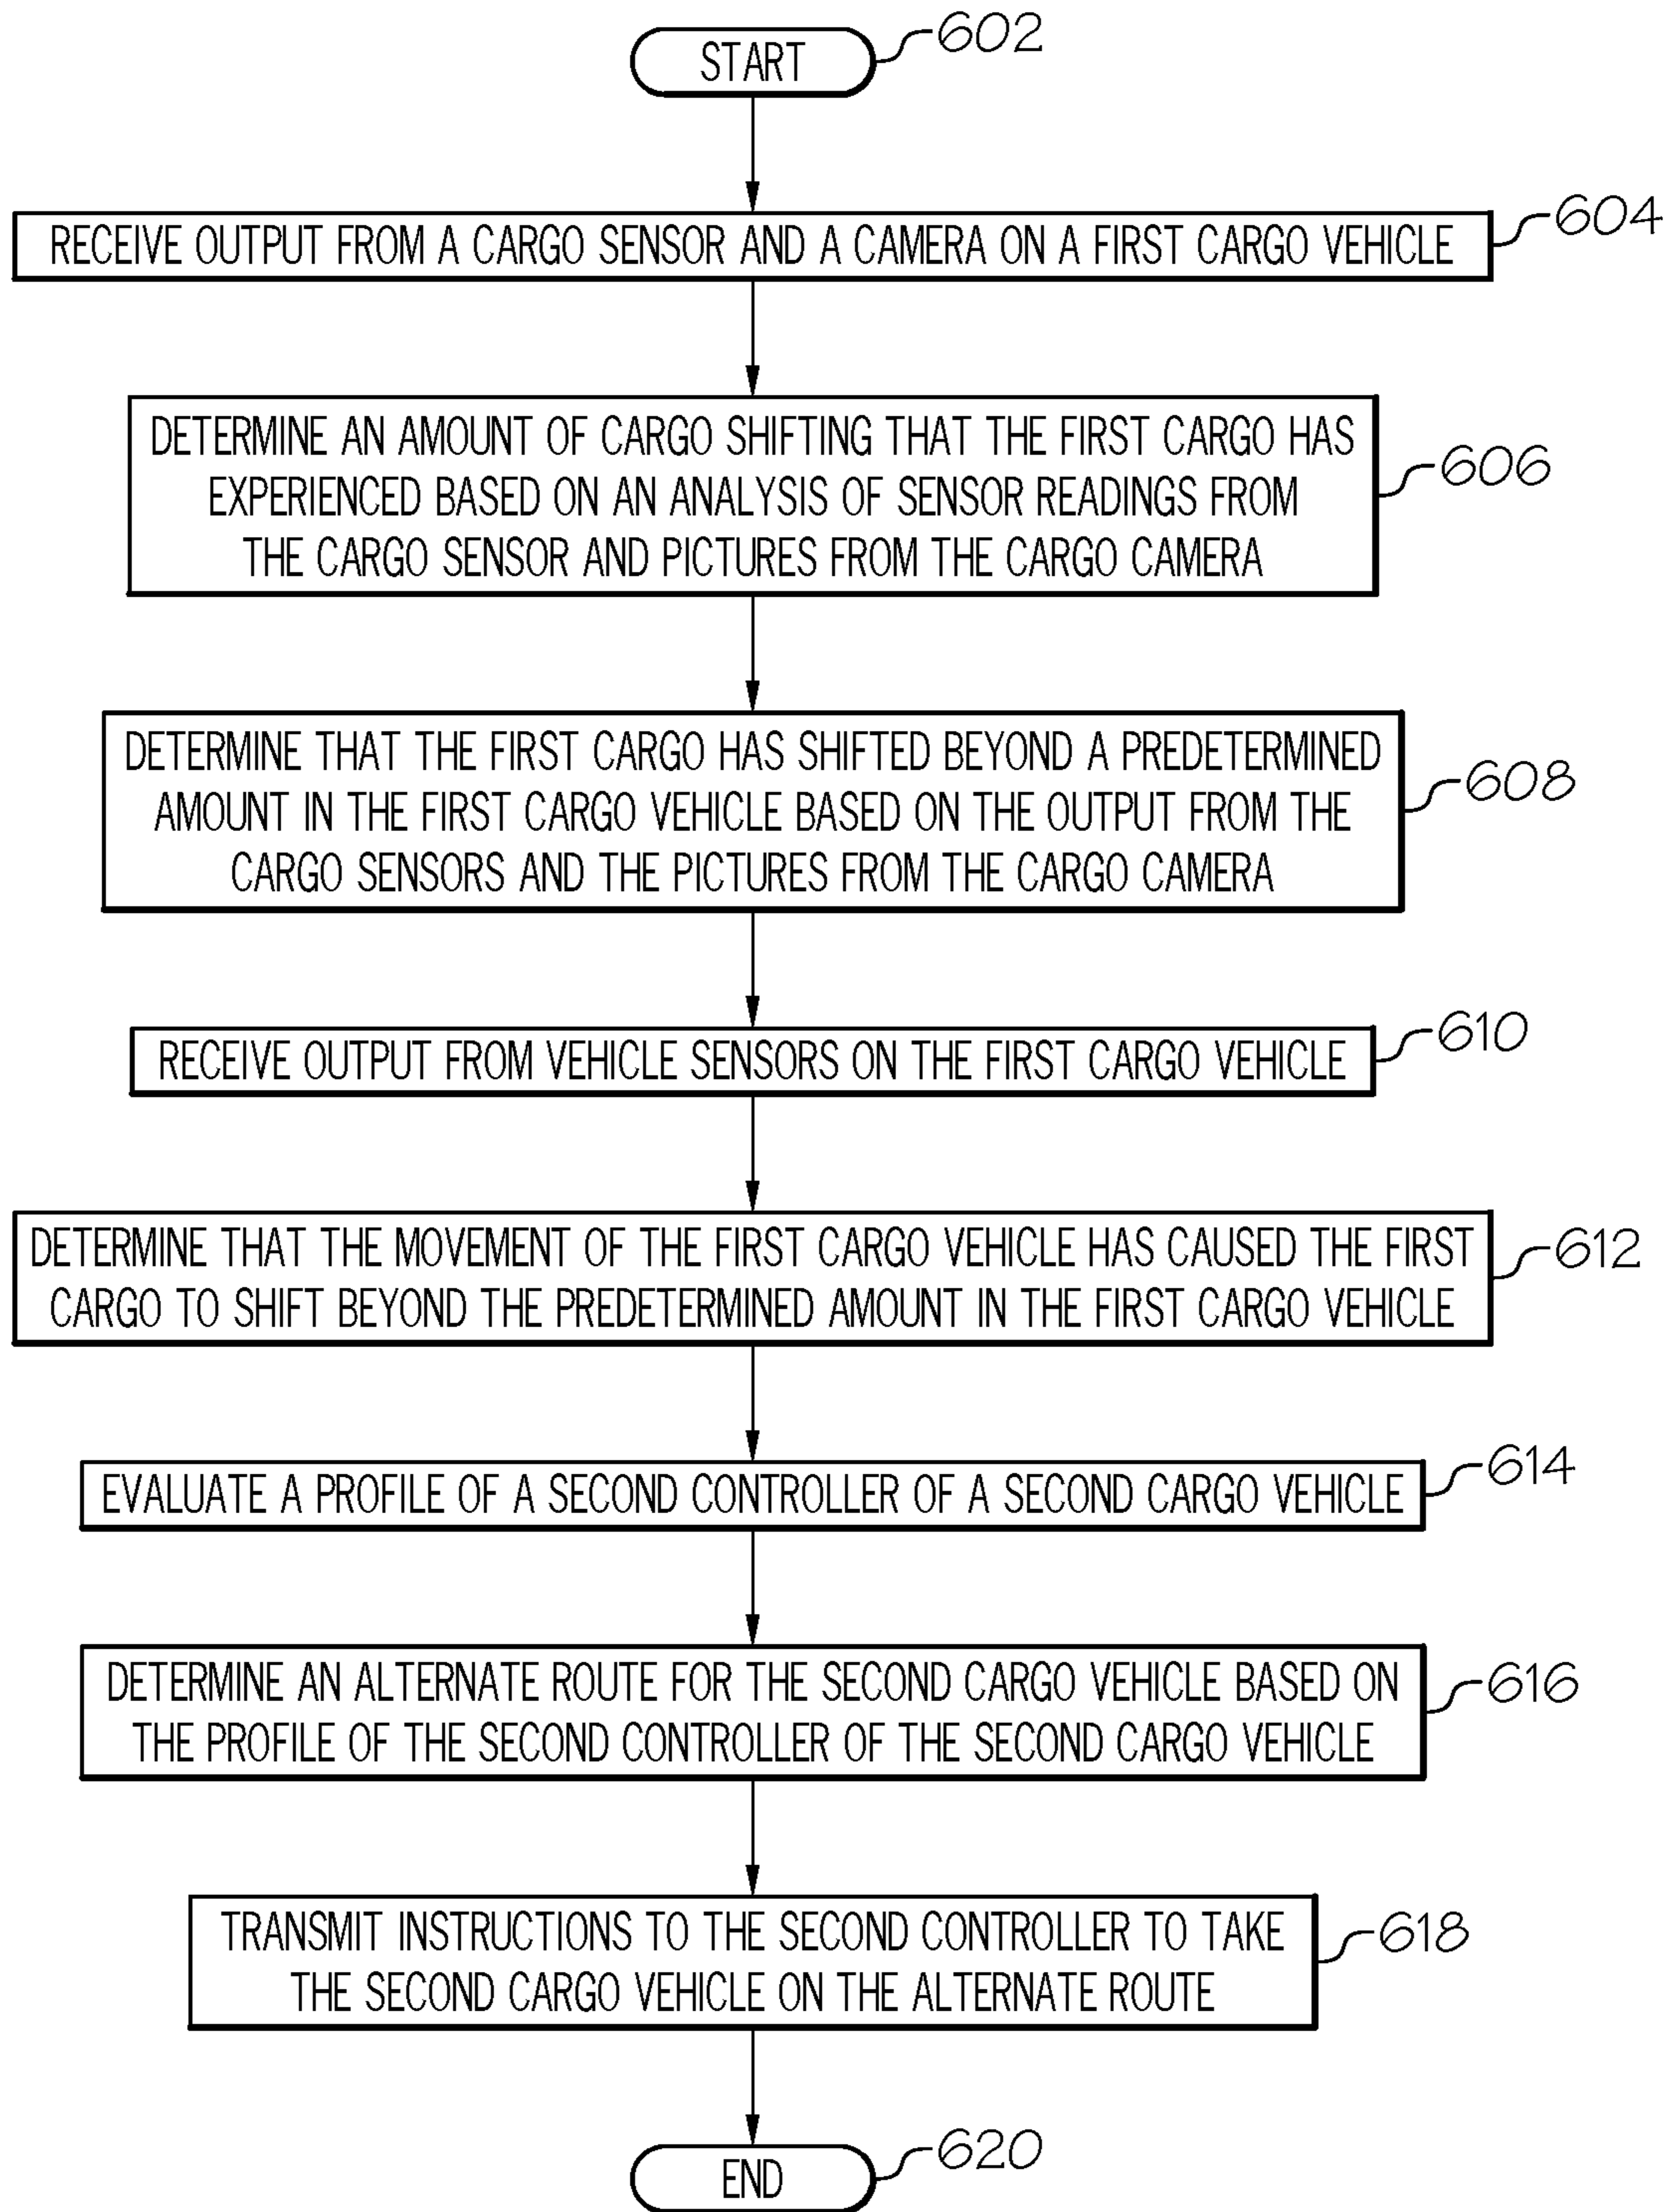 START
602
RECEIVE OUTPUT FROM A CARGO SENSOR AND A CAMERA ON A FIRST CARGO VEHICLE
604
DETERMINE AN AMOUNT OF CARGO SHIFTING THAT THE FIRST CARGO HAS
EXPERIENCED BASED ON AN ANALYSIS OF SENSOR READINGS FROM
THE CARGO SENSOR AND PICTURES FROM THE CARGO CAMERA
606
DETERMINE THAT THE FIRST CARGO HAS SHIFTED BEYOND A PREDETERMINED
AMOUNT IN THE FIRST CARGO VEHICLE BASED ON THE OUTPUT FROM THE
CARGO SENSORS AND THE PICTURES FROM THE CARGO CAMERA
608
RECEIVE OUTPUT FROM VEHICLE SENSORS ON THE FIRST CARGO VEHICLE
610
DETERMINE THAT THE MOVEMENT OF THE FIRST CARGO VEHICLE HAS CAUSED THE FIRST
CARGO TO SHIFT BEYOND THE PREDETERMINED AMOUNT IN THE FIRST CARGO VEHICLE
612
EVALUATE A PROFILE OF A SECOND CONTROLLER OF A SECOND CARGO VEHICLE
614
DETERMINE AN ALTERNATE ROUTE FOR THE SECOND CARGO VEHICLE BASED ON
THE PROFILE OF THE SECOND CONTROLLER OF THE SECOND CARGO VEHICLE
616
TRANSMIT INSTRUCTIONS TO THE SECOND CONTROLLER TO TAKE
THE SECOND CARGO VEHICLE ON THE ALTERNATE ROUTE
618
END
620